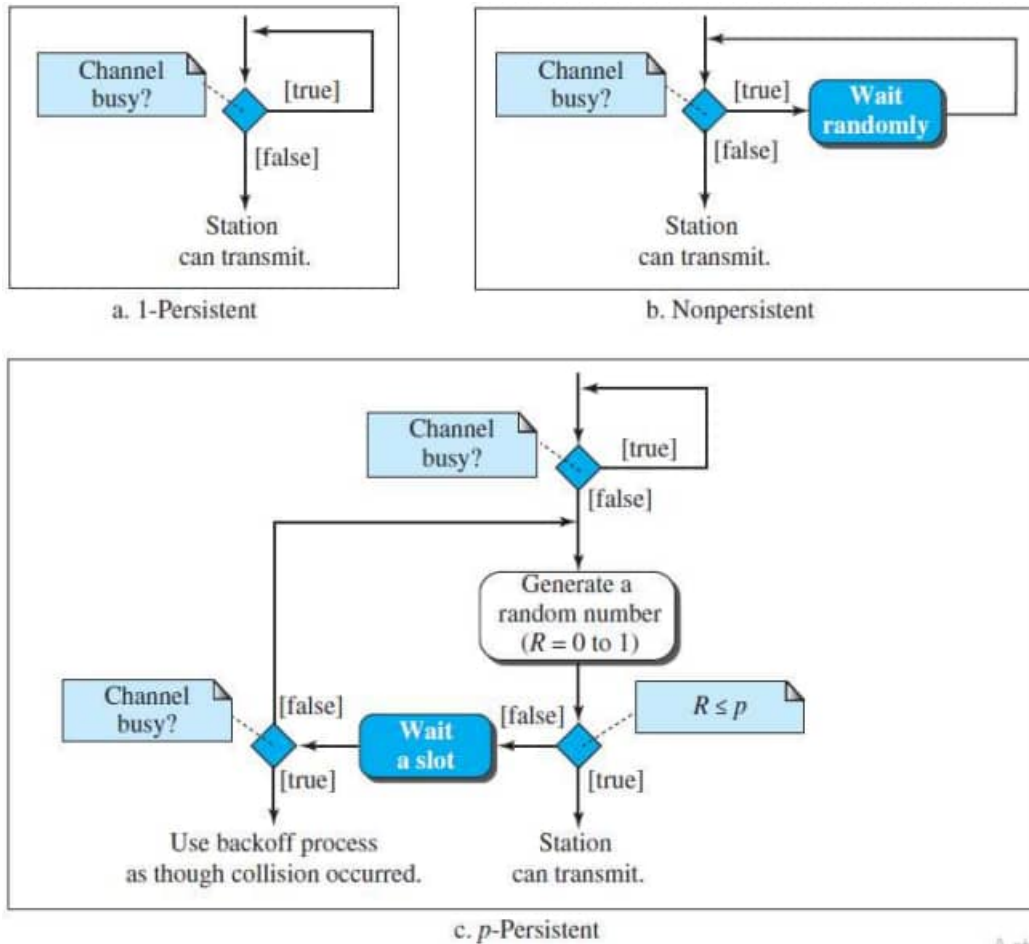 Channel
busy?
[true]
[false]
Station
can transmit.
a. 1-Persistent
Channel
busy?
[true]
Wait
randomly
[false]
Station
can transmit.
b. Nonpersistent
Channel
busy?
[true]
[false]
Generate a
random number
(R = 0 to 1)
Channel
busy?
[false]
Wait
a slot
[false]
R ≤ p
[true]
[true]
Use backoff process
as though collision occurred.
Station
can transmit.
c. p-Persistent